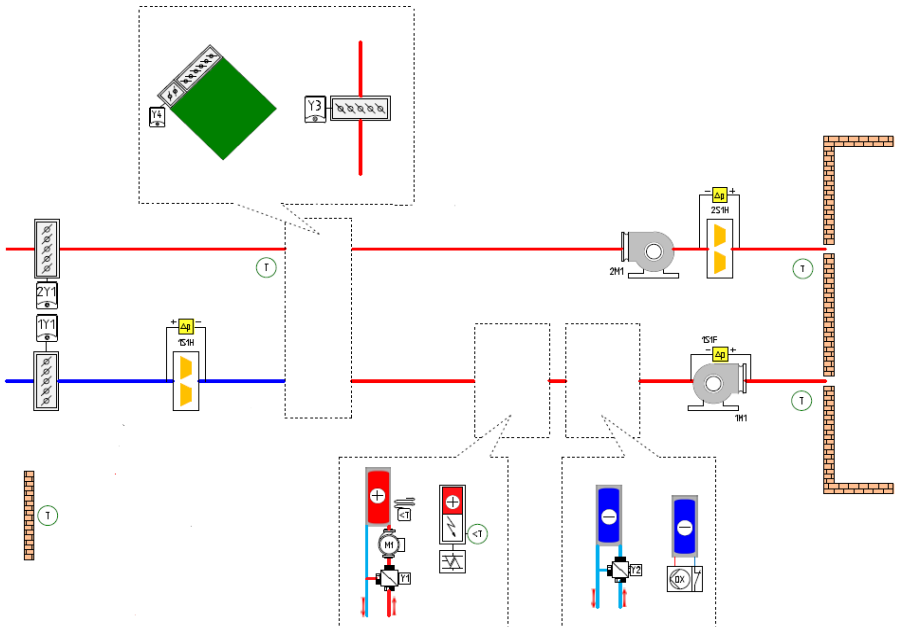 Y4
Y3
- Δp +
2S1H
T
2M1
T
2Y1
1Y1
+ Δp -
1S1H
1S1F
- Δp +
T
1M1
T
+
<T
M1
Y1
+
<T
-
Y2
-
DX